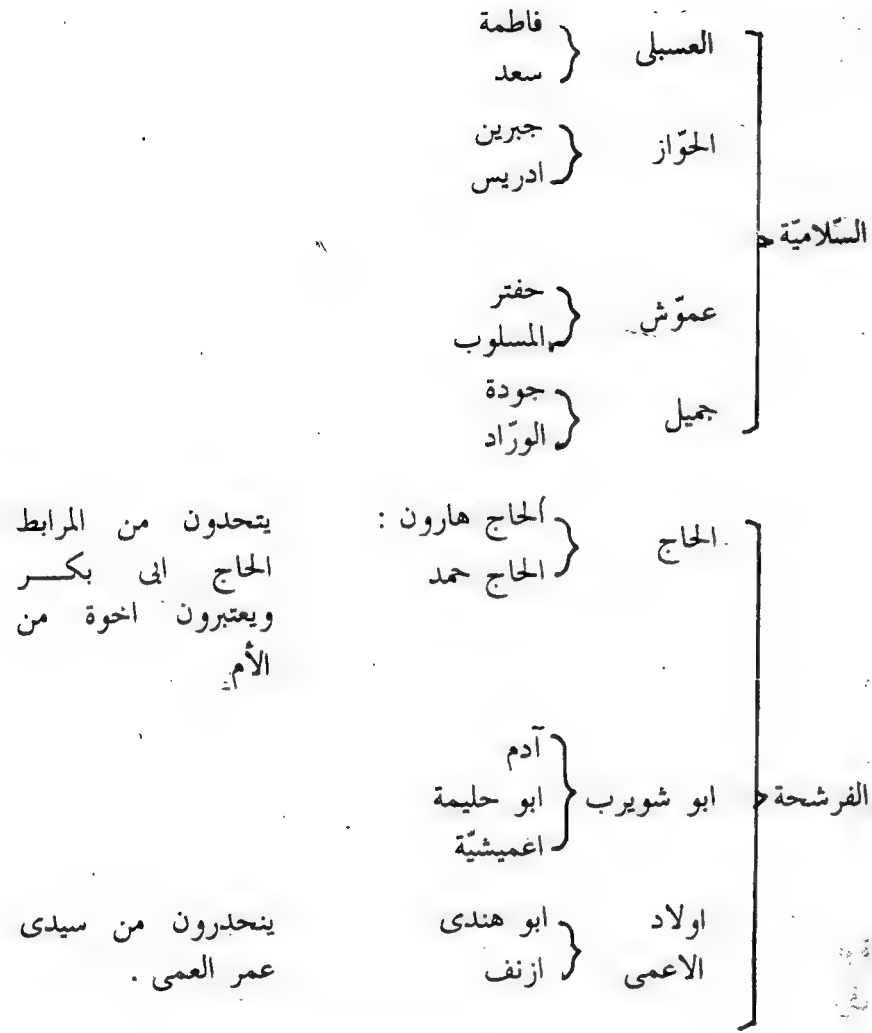 فاطمة
العسبلى
سعد
جبرين
الحوّاز
ادريس
السّلاميّة
حفتر
عموّش
المسلوب
جودة
جميل
الورّاد
الحاج هارون : يتحدون من المرابط
الحاج
الحاج حمد الحاج ابى بكر
ويعتبرون اخوة من
الأم
آدم
الفرشحة ابو شويرب ابو حليمة
اغميشيّة
اولاد ابو هندى ينحدرون من سيدى
الاعمى ازنف عمر العمى .